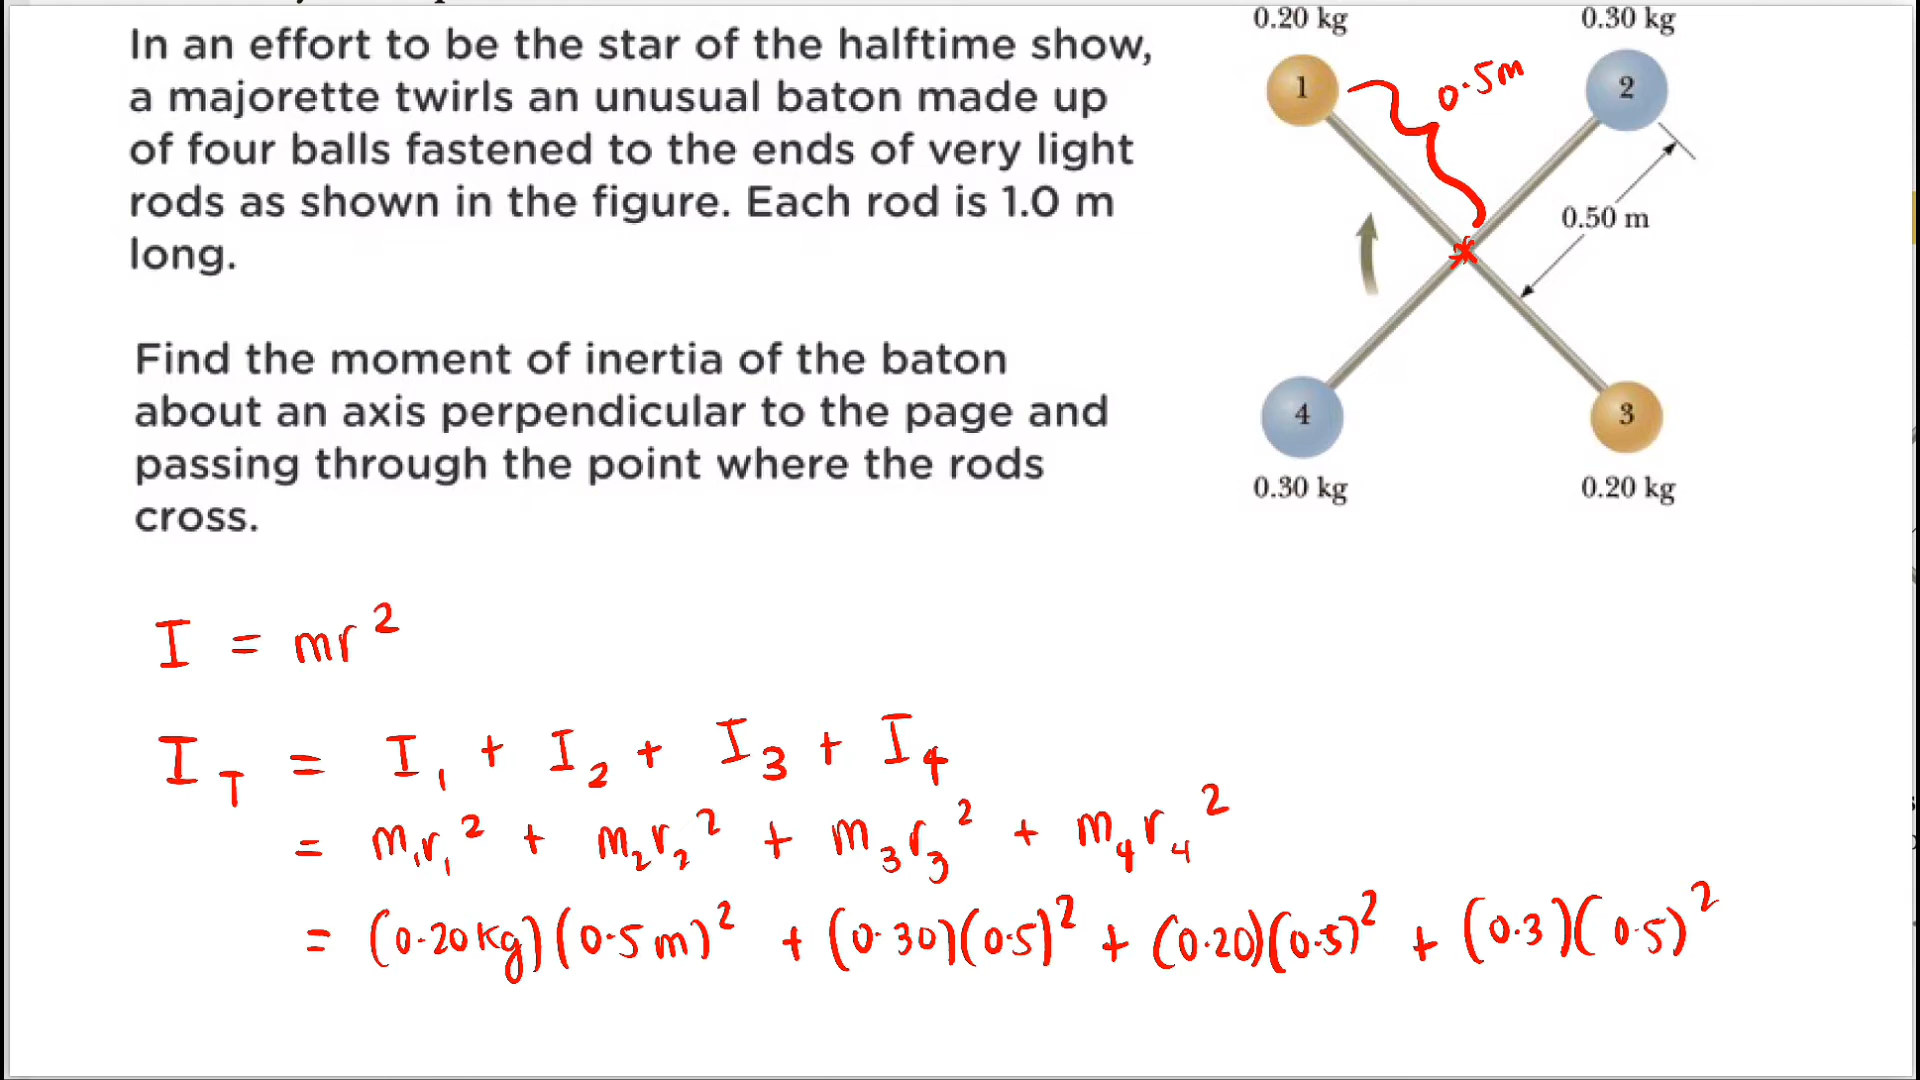 In an effort to be the star of the halftime show,
a majorette twirls an unusual baton made up
of four balls fastened to the ends of very light
rods as shown in the figure. Each rod is 1.0 m
long.
Find the moment of inertia of the baton
about an axis perpendicular to the page and
passing through the point where the rods
cross.
0.20 kg
0.30 kg
1
0.5m
2
0.50 m
4
3
0.30 kg
0.20 kg
I = mr²
I_T = I₁ + I₂ + I₃ + I₄
= m₁r₁² + m₂r₂² + m₃r₃² + m₄r₄²
= (0.20kg)(0.5m)² + (0.30)(0.5)² + (0.20)(0.5)² + (0.3)(0.5)²